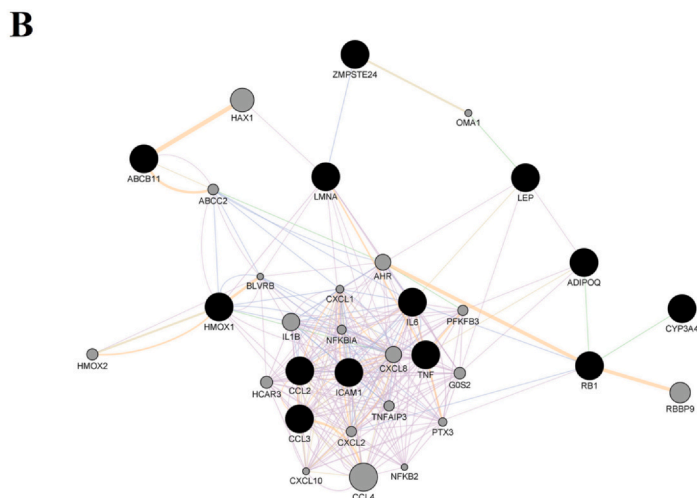 B
ZMPSTE24
HAX1
OMA1
ABCB11
LMNA
LEP
ABCC2
AHR
ADIPOQ
BLVRB
CXCL1
HMOX1
IL6
PFKFB3
CYP3A4
IL1B
NFKBIA
HMOX2
CXCL8
TNF
RB1
CCL2
ICAM1
G0S2
HCAR3
RBBP9
TNFAIP3
CCL3
CXCL2
PTX3
CXCL10
NFKB2
CCL4